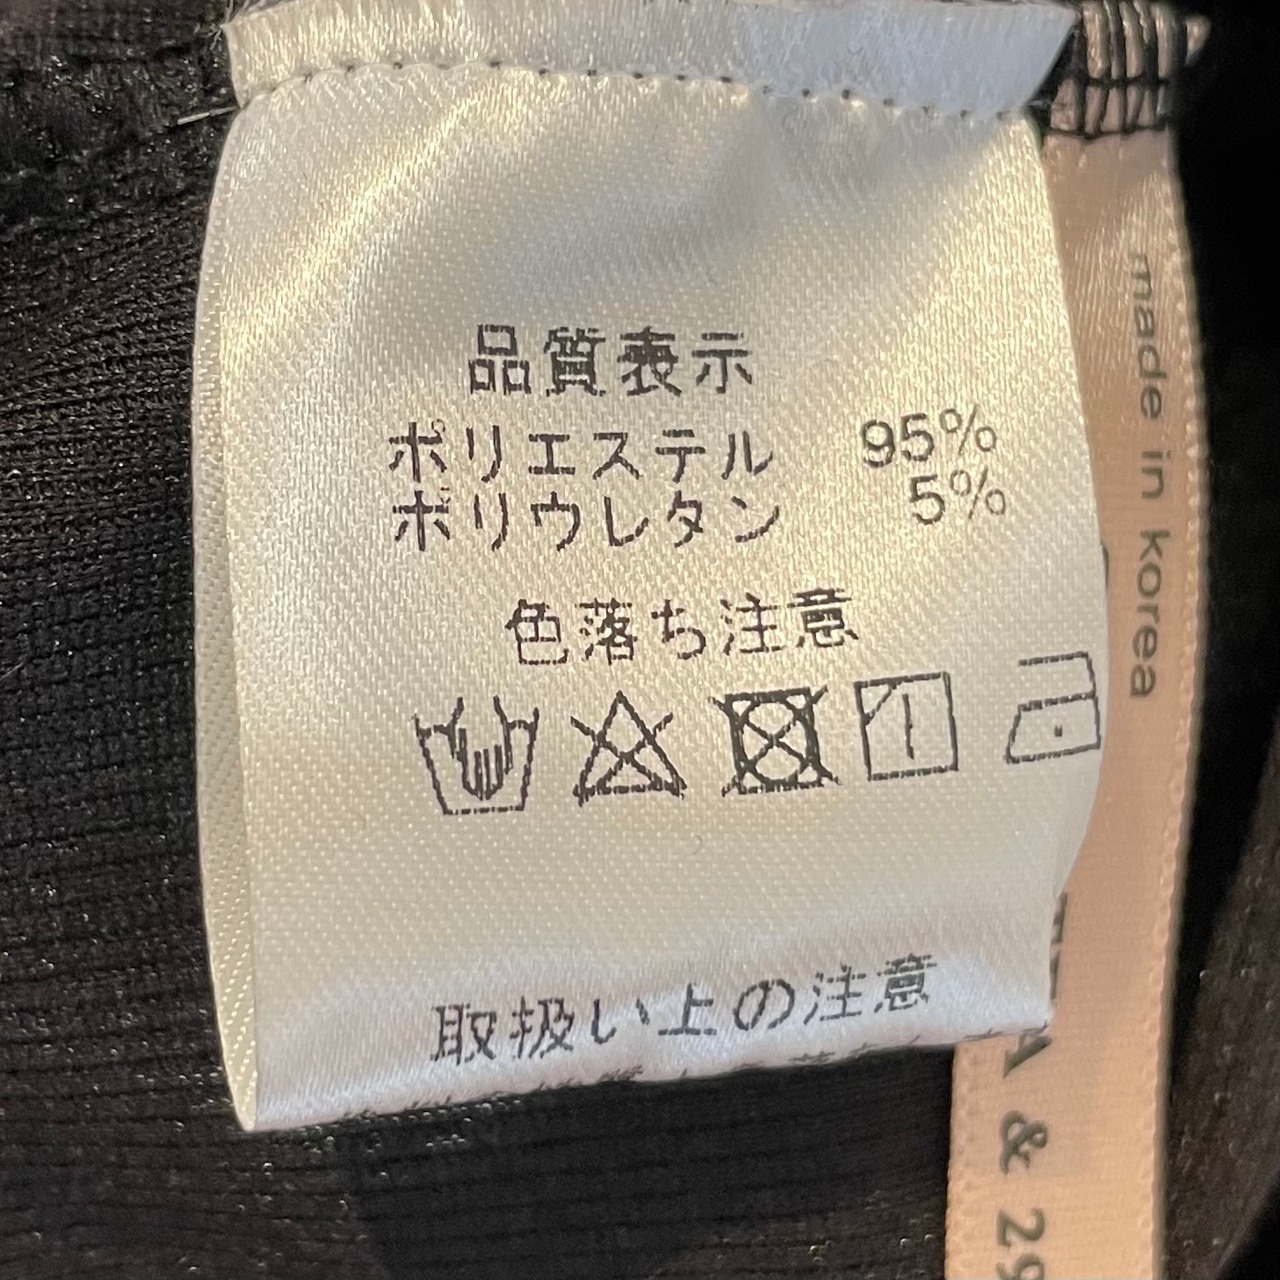 品質表示
ポリエステル 95%
ポリウレタン 5%
色落ち注意
取扱い上の注意
made in korea
& 29